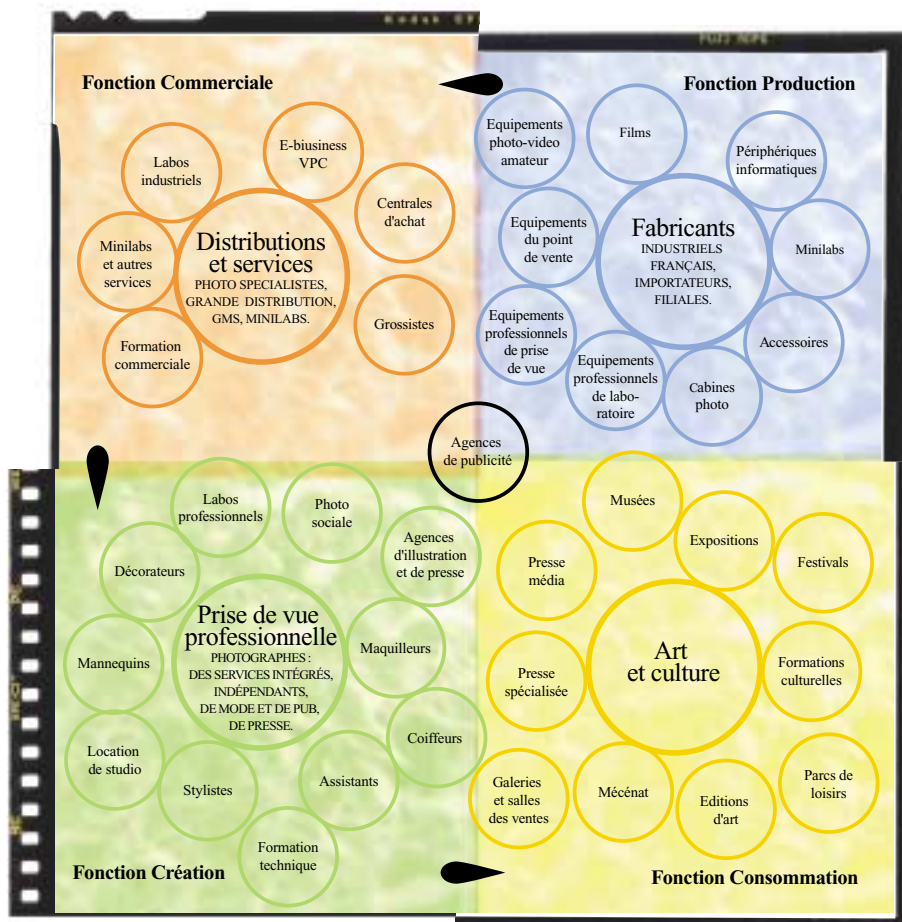 Kodak
Fonction Commerciale
Labos
industriels
E-biusiness
VPC
Centrales
d'achat
Minilabs
et autres
services
Distributions
et services
PHOTO SPECIALISTES,
GRANDE DISTRIBUTION,
GMS, MINILABS.
Grossistes
Formation
commerciale
Fonction Production
Equipements
photo-video
amateur
Films
Périphériques
informatiques
Equipements
du point
de vente
Fabricants
INDUSTRIELS
FRANÇAIS,
IMPORTATEURS,
FILIALES.
Minilabs
Equipements
professionnels
de prise
de vue
Equipements
professionnels
de labo-
ratoire
Cabines
photo
Accessoires
Agences
de publicité
Labos
professionnels
Photo
sociale
Agences
d'illustration
et de presse
Décorateurs
Prise de vue
professionnelle
PHOTOGRAPHES :
DES SERVICES INTÉGRÉS,
INDÉPENDANTS,
DE MODE ET DE PUB,
DE PRESSE.
Maquilleurs
Mannequins
Coiffeurs
Location
de studio
Stylistes
Assistants
Formation
technique
Fonction Création
Musées
Expositions
Festivals
Presse
média
Art
et culture
Presse
spécialisée
Formations
culturelles
Galeries
et salles
des ventes
Mécénat
Editions
d'art
Parcs de
loisirs
Fonction Consommation